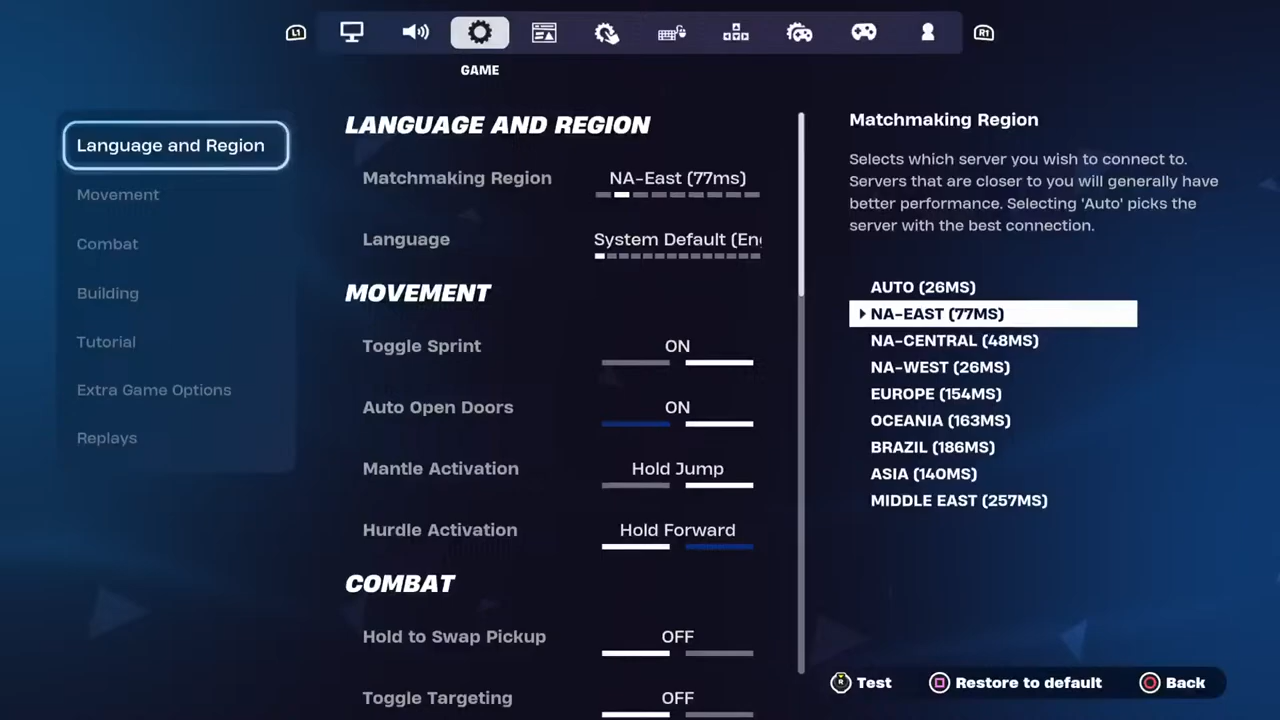 L1
R1
GAME
Language and Region
Movement
Combat
Building
Tutorial
Extra Game Options
Replays
LANGUAGE AND REGION
Matchmaking Region
NA-East (77ms)
Language
System Default (Eng
MOVEMENT
Toggle Sprint
ON
Auto Open Doors
ON
Mantle Activation
Hold Jump
Hurdle Activation
Hold Forward
COMBAT
Hold to Swap Pickup
OFF
Toggle Targeting
OFF
Matchmaking Region
Selects which server you wish to connect to.
Servers that are closer to you will generally have
better performance. Selecting 'Auto' picks the
server with the best connection.
AUTO (26MS)
NA-EAST (77MS)
NA-CENTRAL (48MS)
NA-WEST (26MS)
EUROPE (154MS)
OCEANIA (163MS)
BRAZIL (186MS)
ASIA (140MS)
MIDDLE EAST (257MS)
R Test
Restore to default
Back